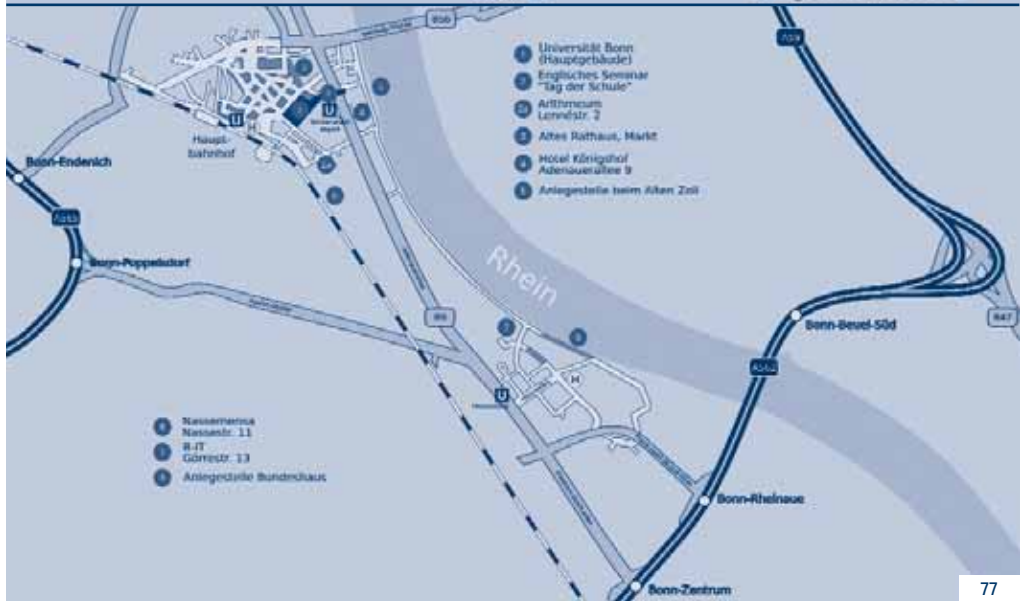 B56
A59
Universität Bonn
(Hauptgebäude)
Englisches Seminar
"Tag der Schule"
Arithmeum
Lennéstr. 2
Altes Rathaus, Markt
Hotel Königshof
Adenauerallee 9
Anlegestelle beim Alten Zoll
U
U
Haupt-
bahnhof
Bonn-Endenich
A565
Bonn-Poppelsdorf
Rhein
B9
Bonn-Beuel-Süd
B47
A562
H
U
Nassemensa
Nassestr. 11
B-IT
Görresstr. 13
Anlegestelle Bundeshaus
Bonn-Rheinaue
Bonn-Zentrum
77